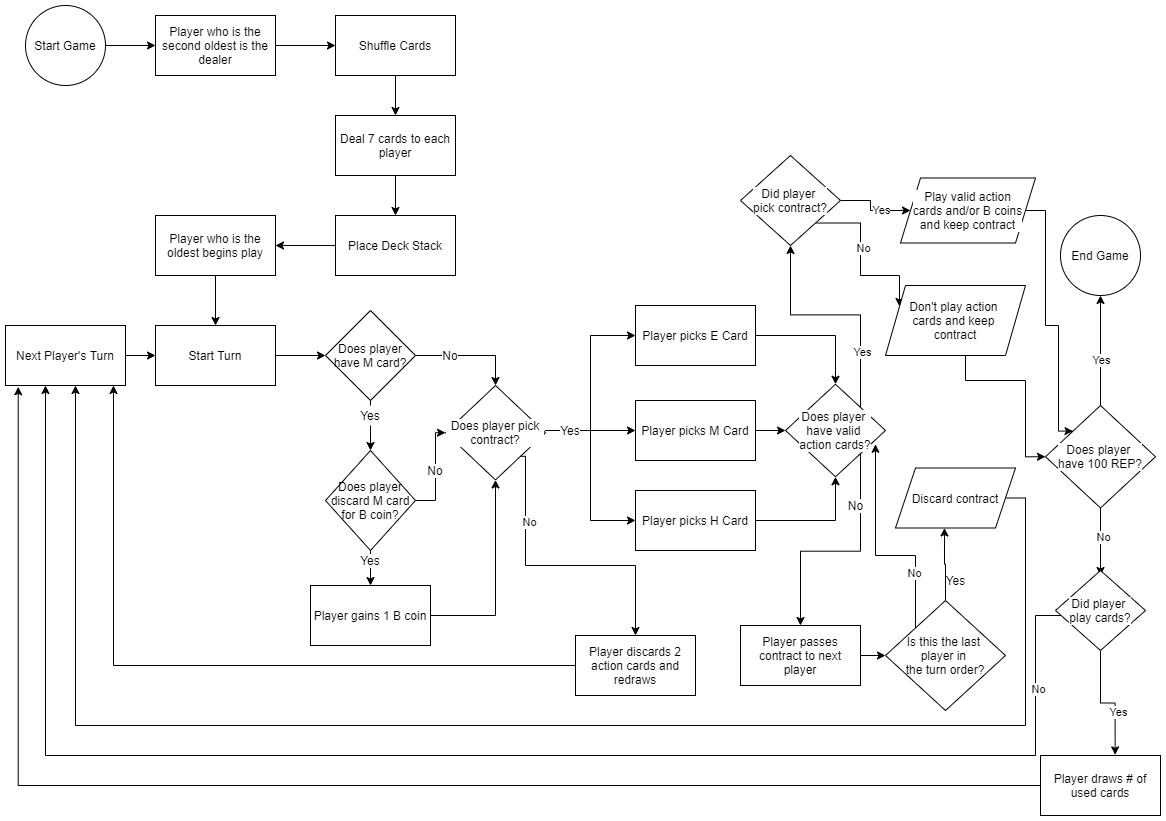 Start Game
Player who is the
second oldest is the
dealer
Shuffle Cards
Deal 7 cards to each
player
Place Deck Stack
Player who is the
oldest begins play
Next Player's Turn
Start Turn
Does player
have M card?
No
Yes
Does player
discard M card
for B coin?
No
Yes
Player gains 1 B coin
Does player pick
contract?
Yes
No
Player discards 2
action cards and
redraws
Player picks E Card
Player picks M Card
Player picks H Card
Does player
have valid
action cards?
Yes
No
Did player
pick contract?
Yes
No
Play valid action
cards and/or B coins
and keep contract
Don't play action
cards and keep
contract
Player passes
contract to next
player
Is this the last
player in
the turn order?
No
Yes
Discard contract
Does player
have 100 REP?
Yes
End Game
No
Did player
play cards?
No
Yes
Player draws # of
used cards